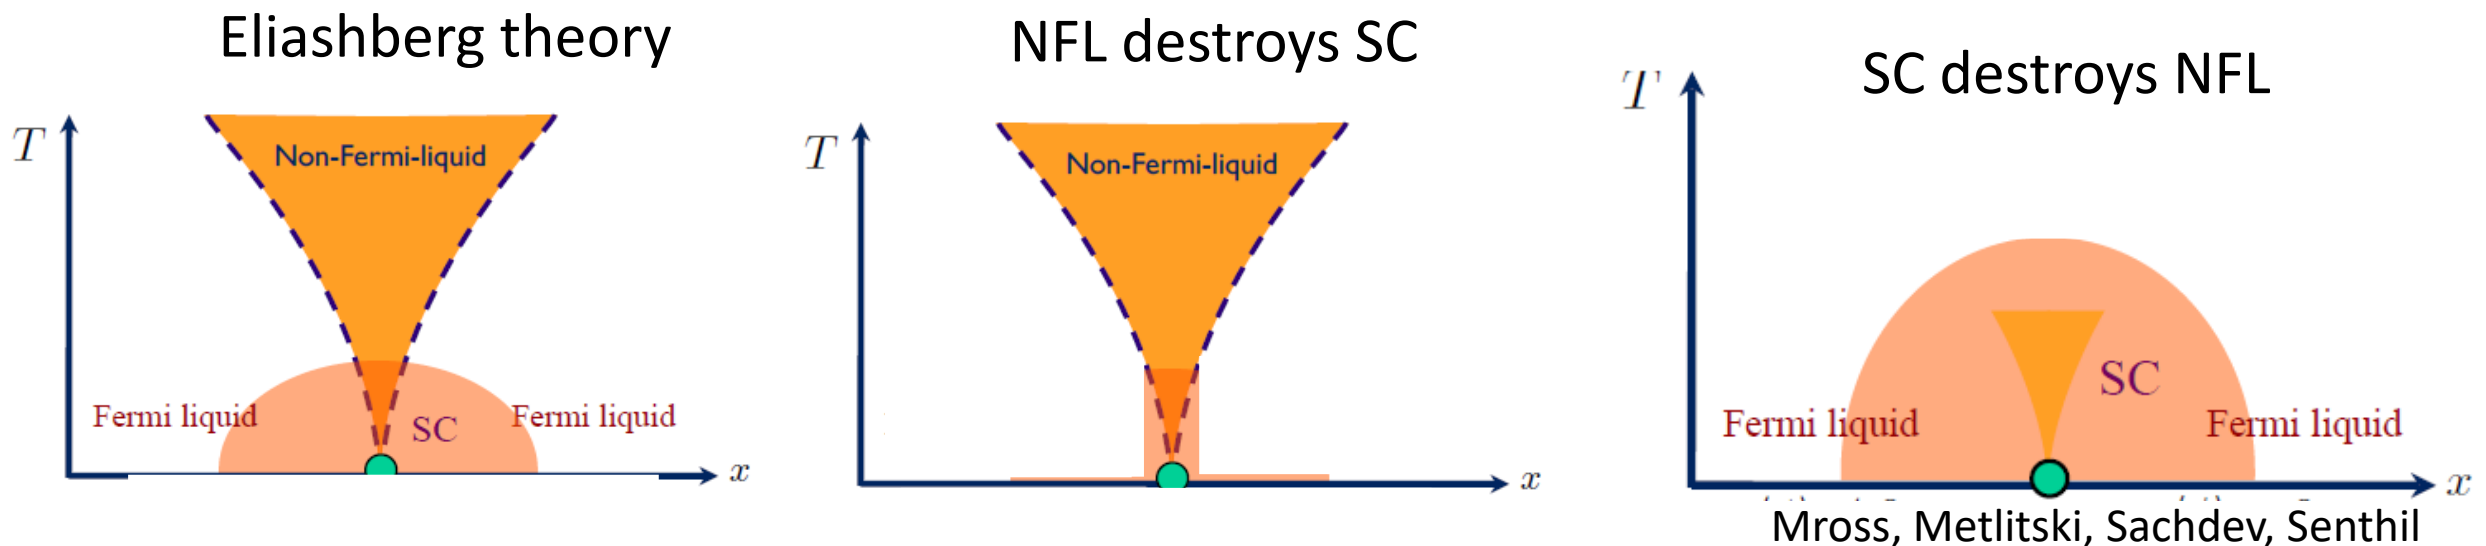 Eliashberg theory
T
Non-Fermi-liquid
Fermi liquid
SC
Fermi liquid
x
NFL destroys SC
T
Non-Fermi-liquid
x
SC destroys NFL
T
SC
Fermi liquid
Fermi liquid
x
Mross, Metlitski, Sachdev, Senthil